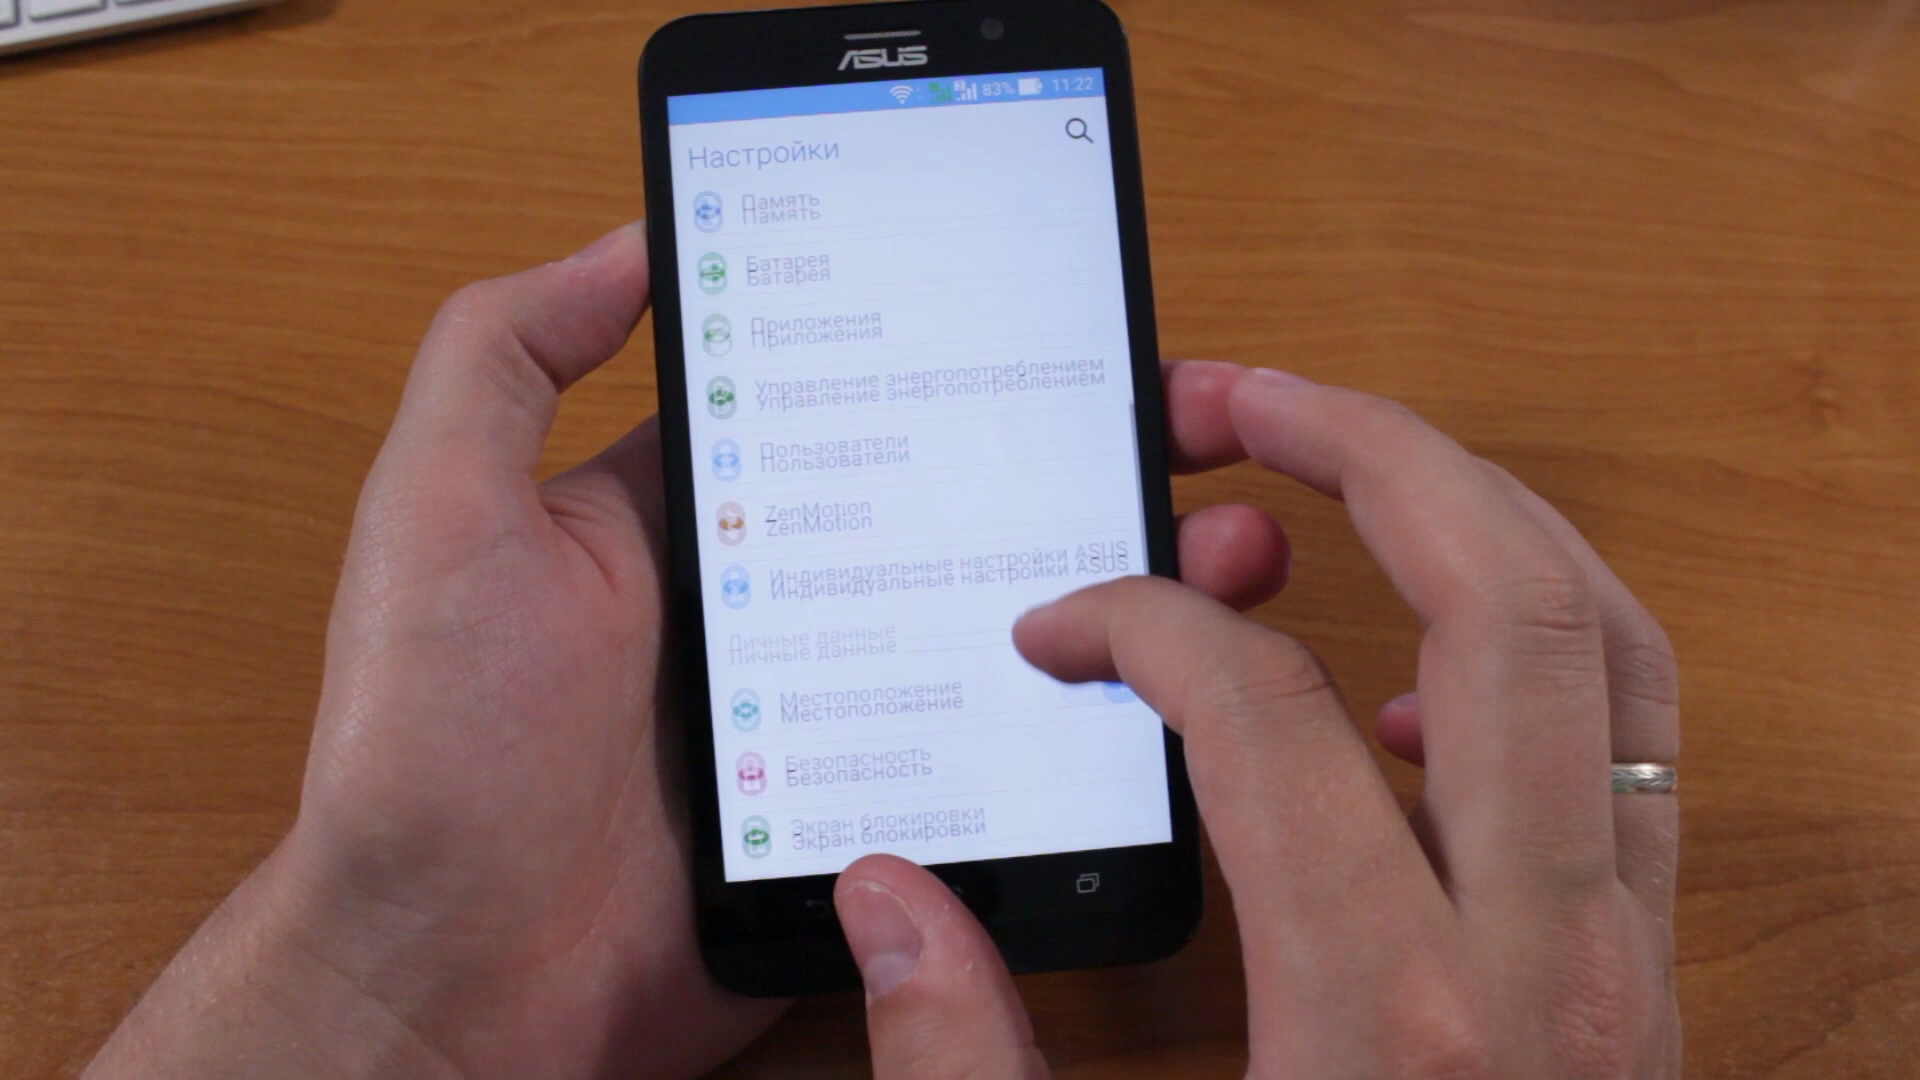 ASUS
83% 11:22
Настройки
Память
Батарея
Приложения
Управление энергопотреблением
Пользователи
ZenMotion
Индивидуальные настройки ASUS
Личные данные
Местоположение
Безопасность
Экран блокировки